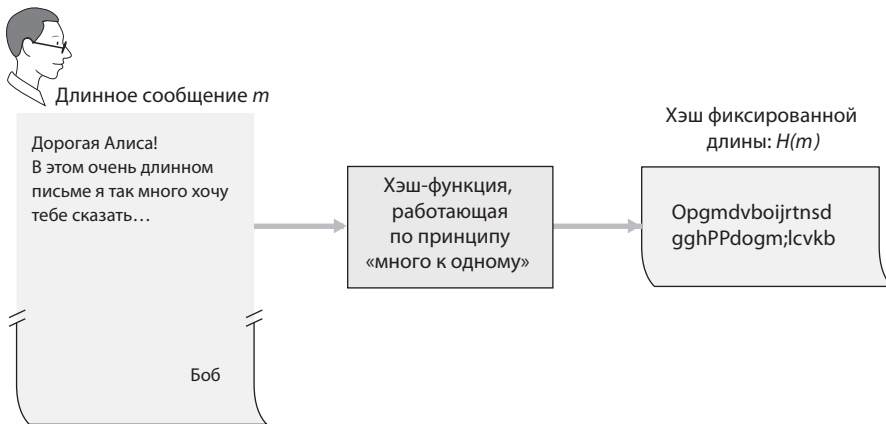 Длинное сообщение m
Дорогая Алиса!
В этом очень длинном
письме я так много хочу
тебе сказать…
Боб
Хэш-функция,
работающая
по принципу
«много к одному»
Хэш фиксированной
длины: H(m)
Opgmdvboijrtnsd
gghPPdogm;lcvkb